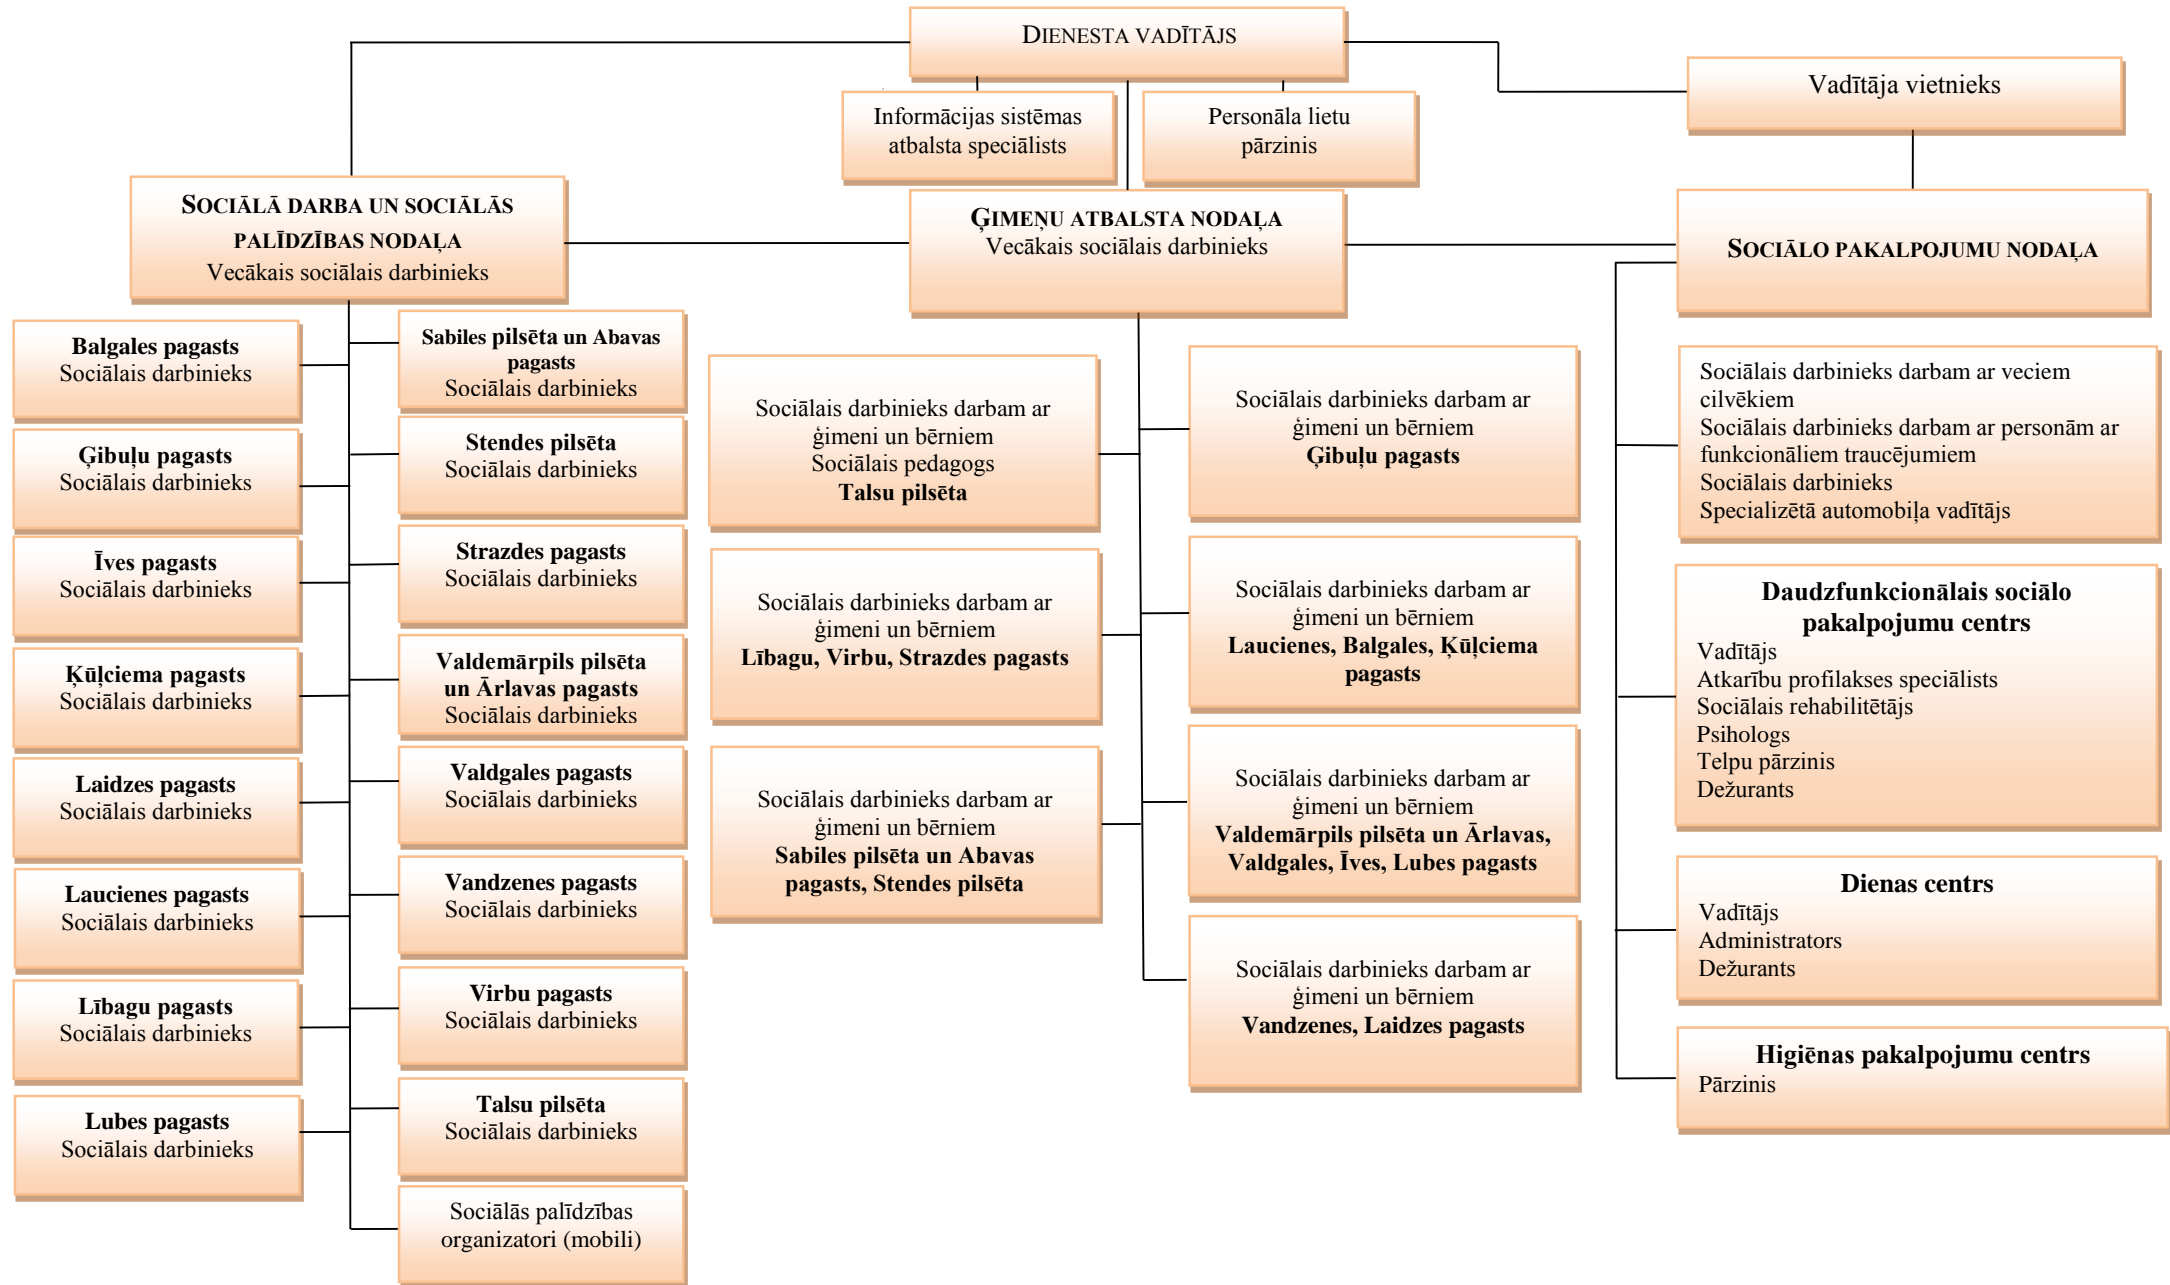 DIENESTA VADĪTĀJS
Informācijas sistēmas
atbalsta speciālists
Personāla lietu
pārzinis
Vadītāja vietnieks
SOCIĀLĀ DARBA UN SOCIĀLĀS
PALĪDZĪBAS NODAĻA
Vecākais sociālais darbinieks
ĢIMEŅU ATBALSTA NODAĻA
Vecākais sociālais darbinieks
SOCIĀLO PAKALPOJUMU NODAĻA
Balgales pagasts
Sociālais darbinieks
Ģibuļu pagasts
Sociālais darbinieks
Īves pagasts
Sociālais darbinieks
Ķūļciema pagasts
Sociālais darbinieks
Laidzes pagasts
Sociālais darbinieks
Laucienes pagasts
Sociālais darbinieks
Lībagu pagasts
Sociālais darbinieks
Lubes pagasts
Sociālais darbinieks
Sabiles pilsēta un Abavas
pagasts
Sociālais darbinieks
Stendes pilsēta
Sociālais darbinieks
Strazdes pagasts
Sociālais darbinieks
Valdemārpils pilsēta
un Ārlavas pagasts
Sociālais darbinieks
Valdgales pagasts
Sociālais darbinieks
Vandzenes pagasts
Sociālais darbinieks
Virbu pagasts
Sociālais darbinieks
Talsu pilsēta
Sociālais darbinieks
Sociālās palīdzības
organizatori (mobili)
Sociālais darbinieks darbam ar
ģimeni un bērniem
Sociālais pedagogs
Talsu pilsēta
Sociālais darbinieks darbam ar
ģimeni un bērniem
Lībagu, Virbu, Strazdes pagasts
Sociālais darbinieks darbam ar
ģimeni un bērniem
Sabiles pilsēta un Abavas
pagasts, Stendes pilsēta
Sociālais darbinieks darbam ar
ģimeni un bērniem
Ģibuļu pagasts
Sociālais darbinieks darbam ar
ģimeni un bērniem
Laucienes, Balgales, Ķūļciema
pagasts
Sociālais darbinieks darbam ar
ģimeni un bērniem
Valdemārpils pilsēta un Ārlavas,
Valdgales, Īves, Lubes pagasts
Sociālais darbinieks darbam ar
ģimeni un bērniem
Vandzenes, Laidzes pagasts
Sociālais darbinieks darbam ar veciem
cilvēkiem
Sociālais darbinieks darbam ar personām ar
funkcionāliem traucējumiem
Sociālais darbinieks
Specializētā automobiļa vadītājs
Daudzfunkcionālais sociālo
pakalpojumu centrs
Vadītājs
Atkarību profilakses speciālists
Sociālais rehabilitētājs
Psihologs
Telpu pārzinis
Dežurants
Dienas centrs
Vadītājs
Administrators
Dežurants
Higiēnas pakalpojumu centrs
Pārzinis